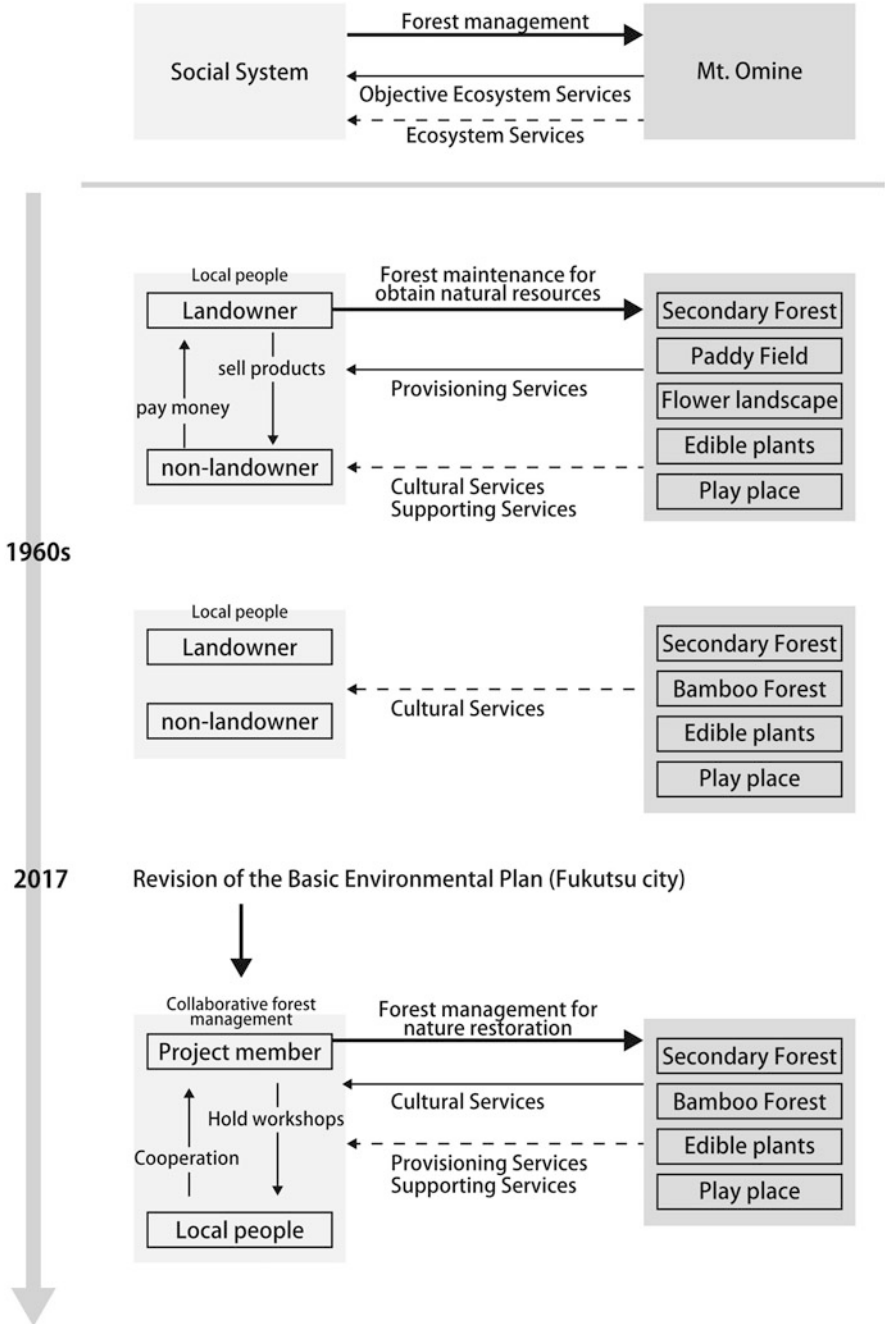 Forest management
Social System
Mt. Omine
Objective Ecosystem Services
Ecosystem Services
Local people
Landowner
sell products
pay money
non-landowner
Forest maintenance for
obtain natural resources
Provisioning Services
Cultural Services
Supporting Services
Secondary Forest
Paddy Field
Flower landscape
Edible plants
Play place
1960s
Local people
Landowner
non-landowner
Cultural Services
Secondary Forest
Bamboo Forest
Edible plants
Play place
2017
Revision of the Basic Environmental Plan (Fukutsu city)
Collaborative forest
management
Project member
Hold workshops
Cooperation
Local people
Forest management for
nature restoration
Cultural Services
Provisioning Services
Supporting Services
Secondary Forest
Bamboo Forest
Edible plants
Play place